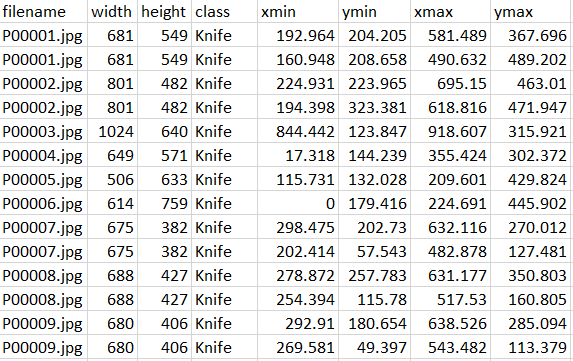 filename width height class xmin ymin xmax ymax
P00001.jpg 681 549 Knife 192.964 204.205 581.489 367.696
P00001.jpg 681 549 Knife 160.948 208.658 490.632 489.202
P00002.jpg 801 482 Knife 224.931 223.965 695.15 463.01
P00002.jpg 801 482 Knife 194.398 323.381 618.816 471.947
P00003.jpg 1024 640 Knife 844.442 123.847 918.607 315.921
P00004.jpg 649 571 Knife 17.318 144.239 355.424 302.372
P00005.jpg 506 633 Knife 115.731 132.028 209.601 429.824
P00006.jpg 614 759 Knife 0 179.416 224.691 445.902
P00007.jpg 675 382 Knife 298.475 202.73 632.116 270.012
P00007.jpg 675 382 Knife 202.414 57.543 482.878 127.481
P00008.jpg 688 427 Knife 278.872 257.783 631.177 350.803
P00008.jpg 688 427 Knife 254.394 115.78 517.53 160.805
P00009.jpg 680 406 Knife 292.91 180.654 638.526 285.094
P00009.jpg 680 406 Knife 269.581 49.397 543.482 113.379